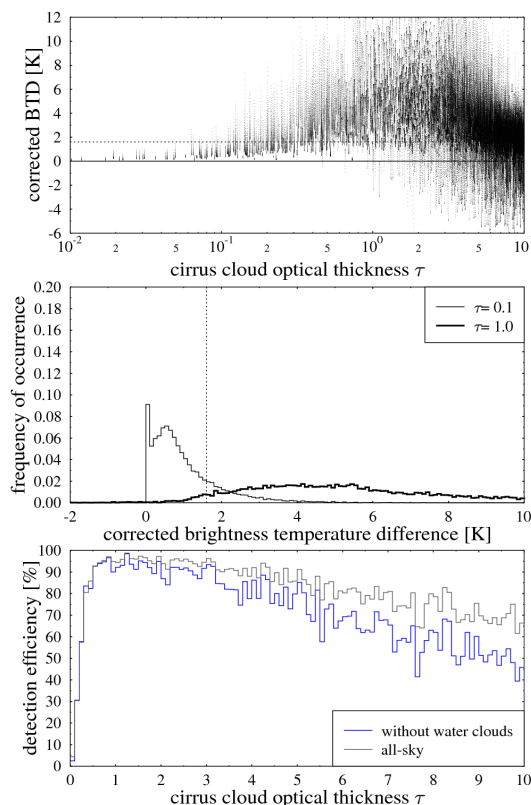 12
10
8
6
4
2
0
-2
-4
-6
corrected BTD [K]
10-2 2 5 10-1 2 5 100 2 5 10
cirrus cloud optical thickness τ
0.20
0.18
0.16
0.14
0.12
0.10
0.08
0.06
0.04
0.02
0.00
frequency of occurrence
τ= 0.1
τ= 1.0
-2 0 2 4 6 8 10
corrected brightness temperature difference [K]
100
90
80
70
60
50
40
30
20
10
0
detection efficiency [%]
without water clouds
all-sky
0 1 2 3 4 5 6 7 8 9 10
cirrus cloud optical thickness τ